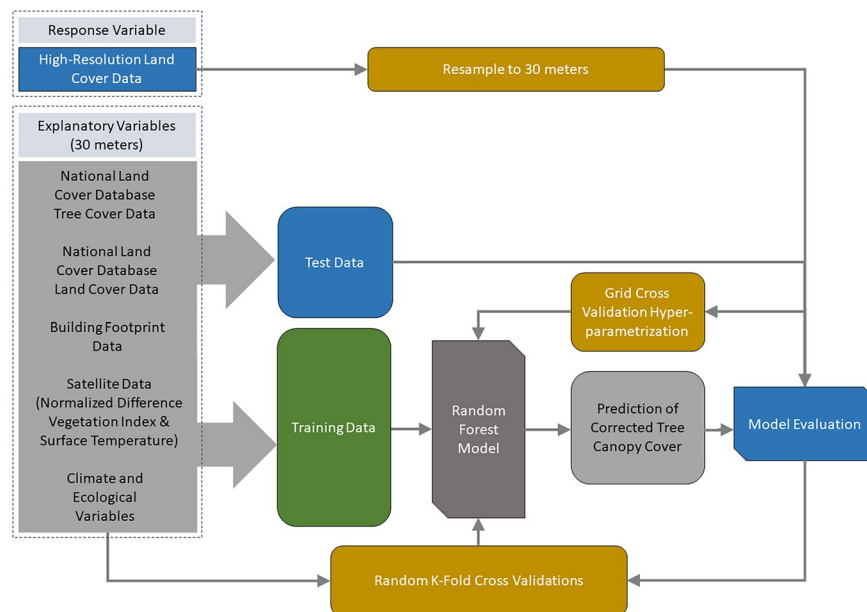 Response Variable
High-Resolution Land
Cover Data
Resample to 30 meters
Explanatory Variables
(30 meters)
National Land
Cover Database
Tree Cover Data
National Land
Cover Database
Land Cover Data
Building Footprint
Data
Satellite Data
(Normalized Difference
Vegetation Index &
Surface Temperature)
Climate and
Ecological
Variables
Test Data
Training Data
Grid Cross
Validation Hyper-
parametrization
Random
Forest
Model
Prediction of
Corrected Tree
Canopy Cover
Model Evaluation
Random K-Fold Cross Validations